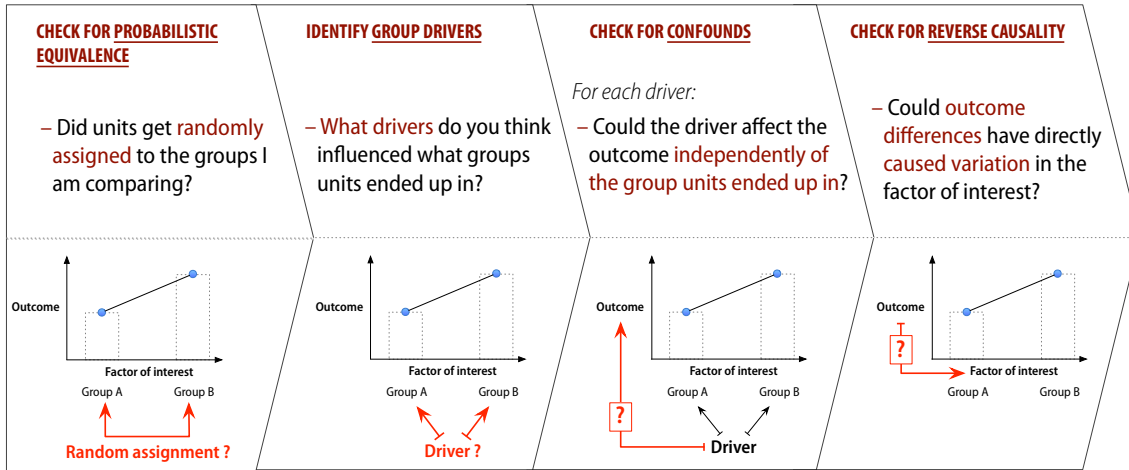 CHECK FOR PROBABILISTIC
EQUIVALENCE
– Did units get randomly
assigned to the groups I
am comparing?
Outcome
Factor of interest
Group A
Group B
Random assignment ?
IDENTIFY GROUP DRIVERS
– What drivers do you think
influenced what groups
units ended up in?
Outcome
Factor of interest
Group A
Group B
Driver ?
CHECK FOR CONFOUNDS
For each driver:
– Could the driver affect the
outcome independently of
the group units ended up in?
Outcome
Factor of interest
Group A
Group B
?
Driver
CHECK FOR REVERSE CAUSALITY
– Could outcome
differences have directly
caused variation in the
factor of interest?
Outcome
?
Factor of interest
Group A
Group B